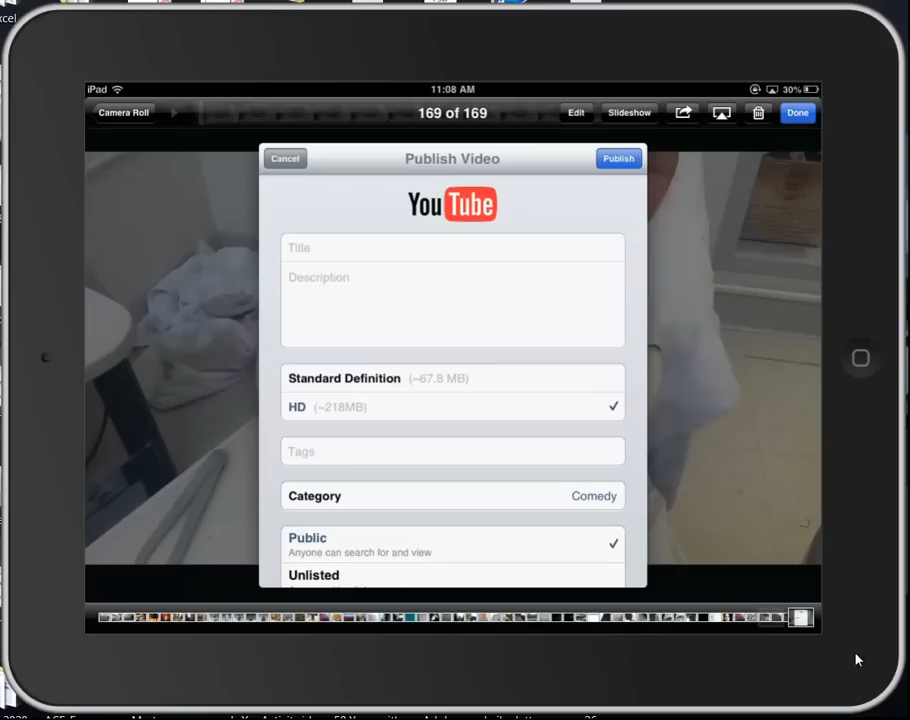 xcel
iPad
11:08 AM
30%
Camera Roll
169 of 169
Edit
Slideshow
Done
Cancel
Publish Video
Publish
YouTube
Title
Description
Standard Definition (~67.8 MB)
HD (~218MB)
Tags
Category
Comedy
Public
Anyone can search for and view
Unlisted